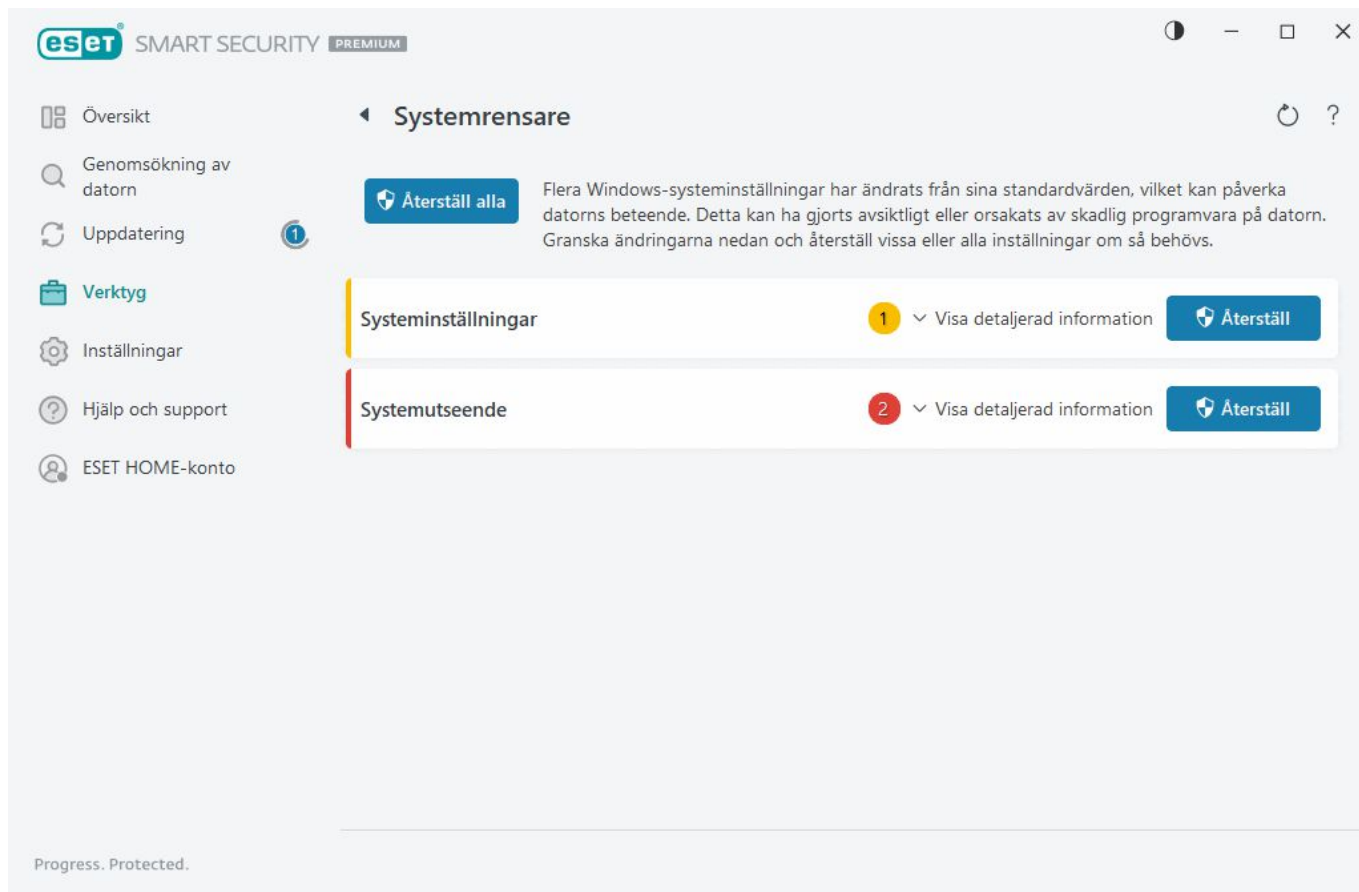 eset® SMART SECURITY PREMIUM
Översikt
Genomsökning av
datorn
Uppdatering 1
Verktyg
Inställningar
Hjälp och support
ESET HOME-konto
Systemrensare ?
Återställ alla
Flera Windows-systeminställningar har ändrats från sina standardvärden, vilket kan påverka
datorns beteende. Detta kan ha gjorts avsiktligt eller orsakats av skadlig programvara på datorn.
Granska ändringarna nedan och återställ vissa eller alla inställningar om så behövs.
Systeminställningar 1 Visa detaljerad information Återställ
Systemutseende 2 Visa detaljerad information Återställ
Progress. Protected.